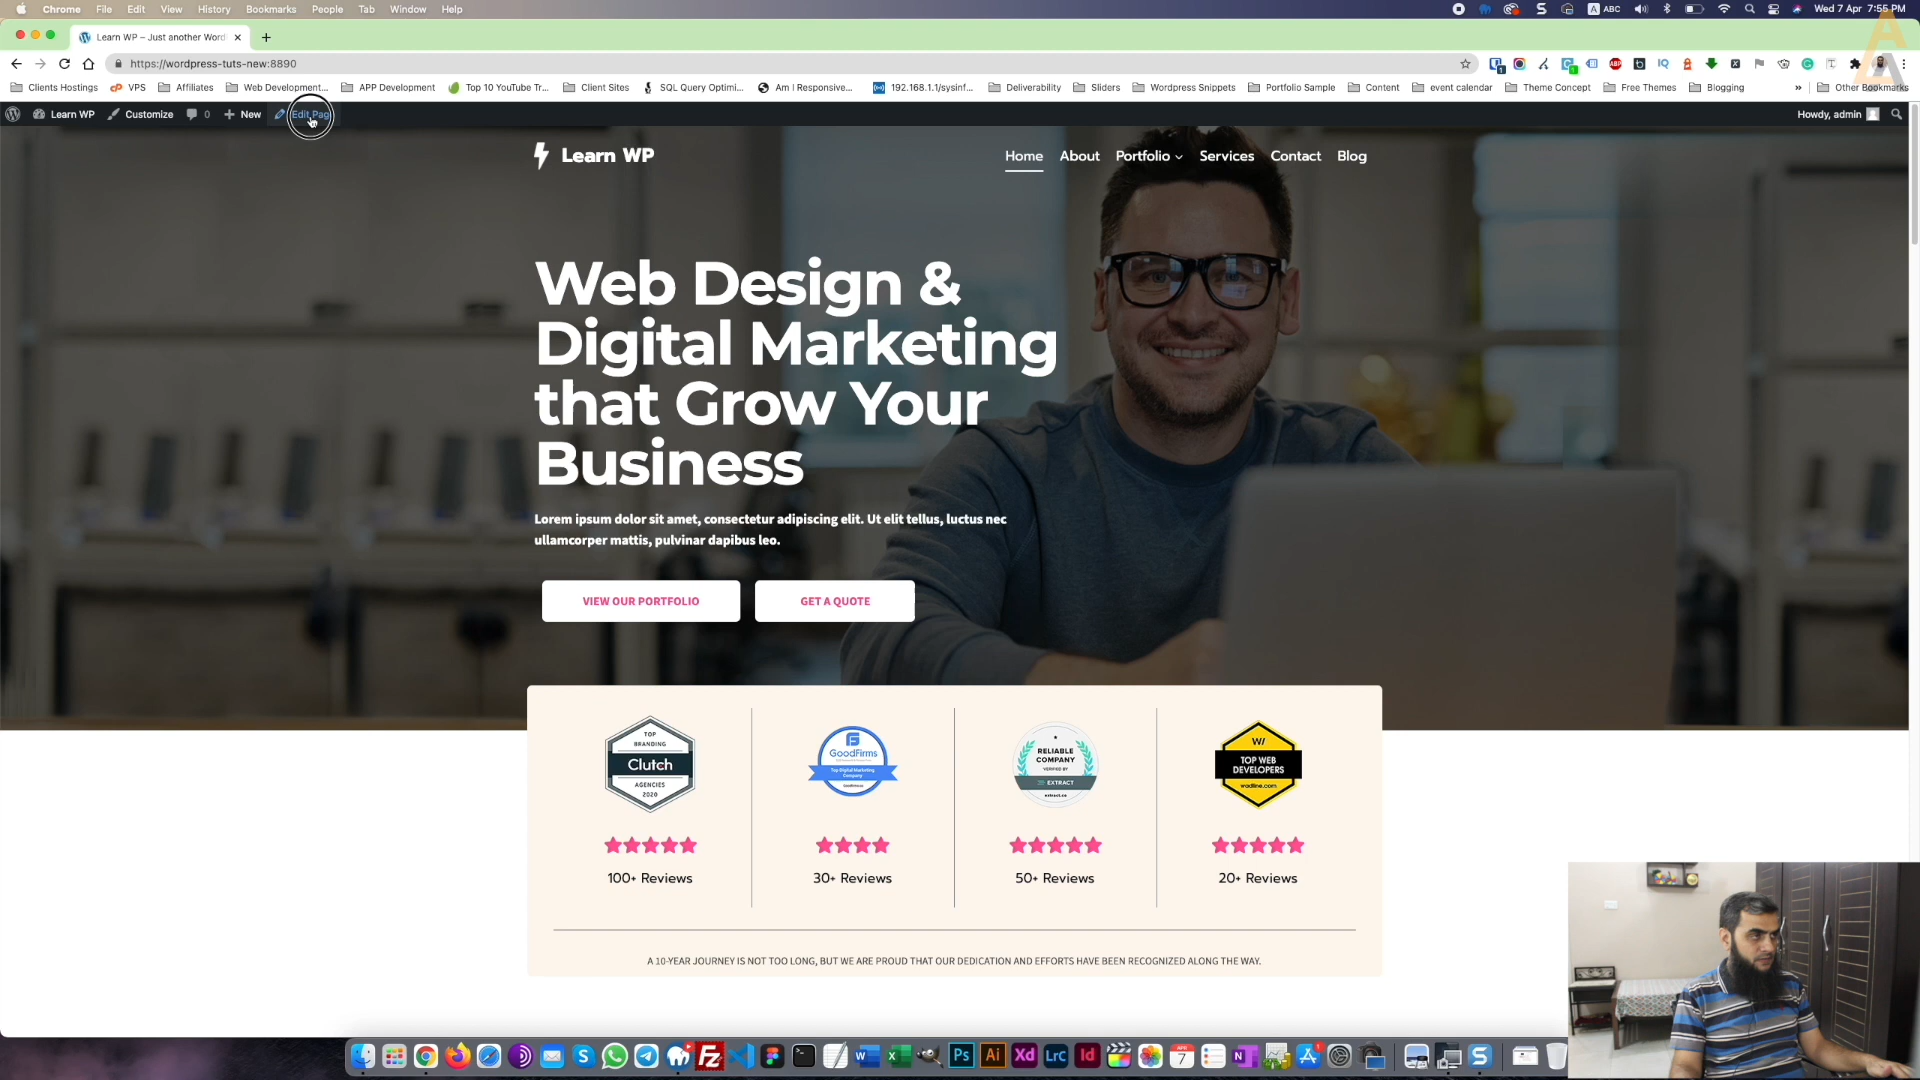 Chrome File Edit View History Bookmarks People Tab Window Help
ABC Wed 7 Apr 7:55 PM
Learn WP – Just another Word
https://wordpress-tuts-new:8890
Clients Hostings VPS Affiliates Web Development... APP Development Top 10 YouTube Tr... Client Sites SQL Query Optimi... Am I Responsive... 192.168.1.1/sysinf... Deliverability Sliders Wordpress Snippets Portfolio Sample Content event calendar Theme Concept Free Themes Blogging » Other Bookmarks
Learn WP Customize 0 New Edit Page Howdy, admin
Learn WP
Home About Portfolio Services Contact Blog
Web Design &
Digital Marketing
that Grow Your
Business
Lorem ipsum dolor sit amet, consectetur adipiscing elit. Ut elit tellus, luctus nec
ullamcorper mattis, pulvinar dapibus leo.
VIEW OUR PORTFOLIO GET A QUOTE
TOP
BRANDING
Clutch
AGENCIES
2020
GoodFirms
Top Digital Marketing
Company
RELIABLE
COMPANY
VERIFIED BY
EXTRACT
extract.co
W/
TOP WEB
DEVELOPERS
wadline.com
100+ Reviews 30+ Reviews 50+ Reviews 20+ Reviews
A 10-YEAR JOURNEY IS NOT TOO LONG, BUT WE ARE PROUD THAT OUR DEDICATION AND EFFORTS HAVE BEEN RECOGNIZED ALONG THE WAY.